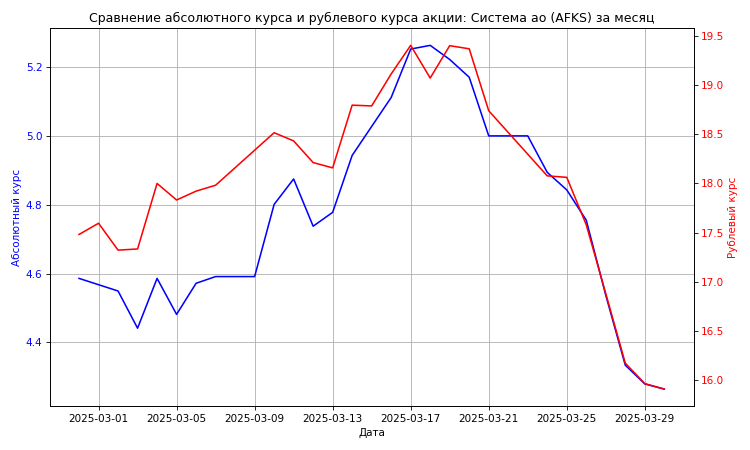 Сравнение абсолютного курса и рублевого курса акции: Система ао (AFKS) за месяц
Абсолютный курс
5.2
5.0
4.8
4.6
4.4
19.5
19.0
18.5
18.0
17.5
17.0
16.5
16.0
Рублевый курс
2025-03-01 2025-03-05 2025-03-09 2025-03-13 2025-03-17 2025-03-21 2025-03-25 2025-03-29
Дата